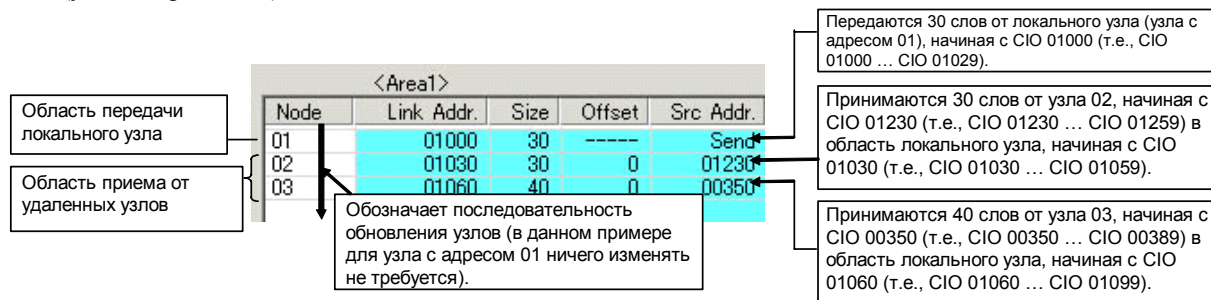 Передаются 30 слов от локального узла (узла с
адресом 01), начиная с CIO 01000 (т.е., CIO
01000 … CIO 01029).
<Area1>
Node Link Addr. Size Offset Src Addr.
01 01000 30 ----- Send
02 01030 30 0 01230
03 01060 40 0 00350
Область передачи
локального узла
Область приема от
удаленных узлов
Обозначает последовательность
обновления узлов (в данном примере
для узла с адресом 01 ничего изменять
не требуется).
Принимаются 30 слов от узла 02, начиная с
CIO 01230 (т.е., CIO 01230 … CIO 01259) в
область локального узла, начиная с CIO
01030 (т.е., CIO 01030 … CIO 01059).
Принимаются 40 слов от узла 03, начиная с
CIO 00350 (т.е., CIO 00350 … CIO 00389) в
область локального узла, начиная с CIO
01060 (т.е., CIO 01060 … CIO 01099).